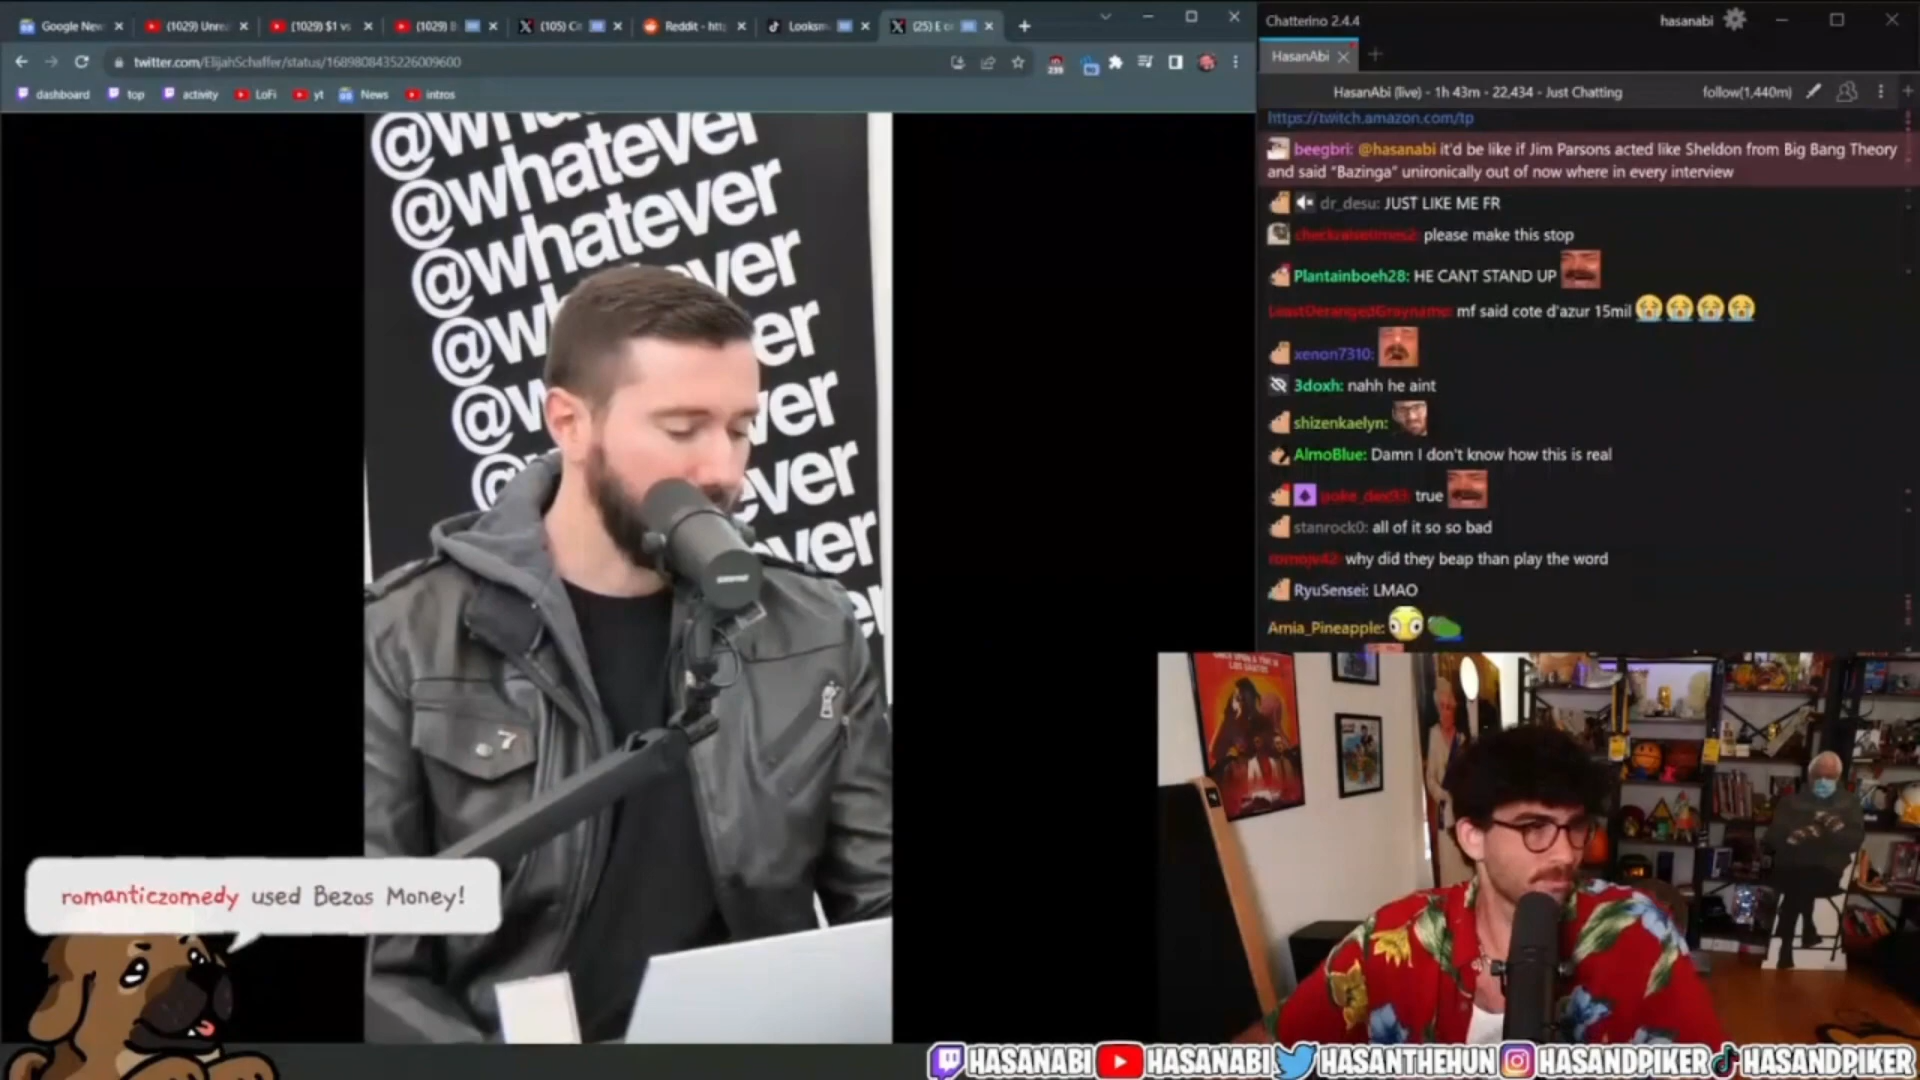 Google New
(1029) Unrea
(1029) $1 vs
(1029) B
(105) Ci
Reddit - htt
Looksm
(25) E
twitter.com/ElijahSchaffer/status/1689808435226009600
dashboard
top
activity
LoFi
yt
News
intros
@whatever
@whatever
@whatever
romanticzomedy used Bezos Money!
Chatterino 2.4.4
hasanabi
HasanAbi
HasanAbi (live) - 1h 43m - 22,434 - Just Chatting
follow(1,440m)
https://twitch.amazon.com/tp
beegbri: @hasanabi it'd be like if Jim Parsons acted like Sheldon from Big Bang Theory
and said "Bazinga" unironically out of now where in every interview
dr_desu: JUST LIKE ME FR
please make this stop
Plantainboeh28: HE CANT STAND UP
LeastDerangedGrayname: mf said cote d'azur 15mil
xenon7310:
3doxh: nahh he aint
shizenkaelyn:
AlmoBlue: Damn I don't know how this is real
true
stanrock0: all of it so so bad
why did they beap than play the word
RyuSensei: LMAO
Amia_Pineapple:
HASANABI HASANABI HASANTHEHUN HASANDPIKER HASANDPIKER